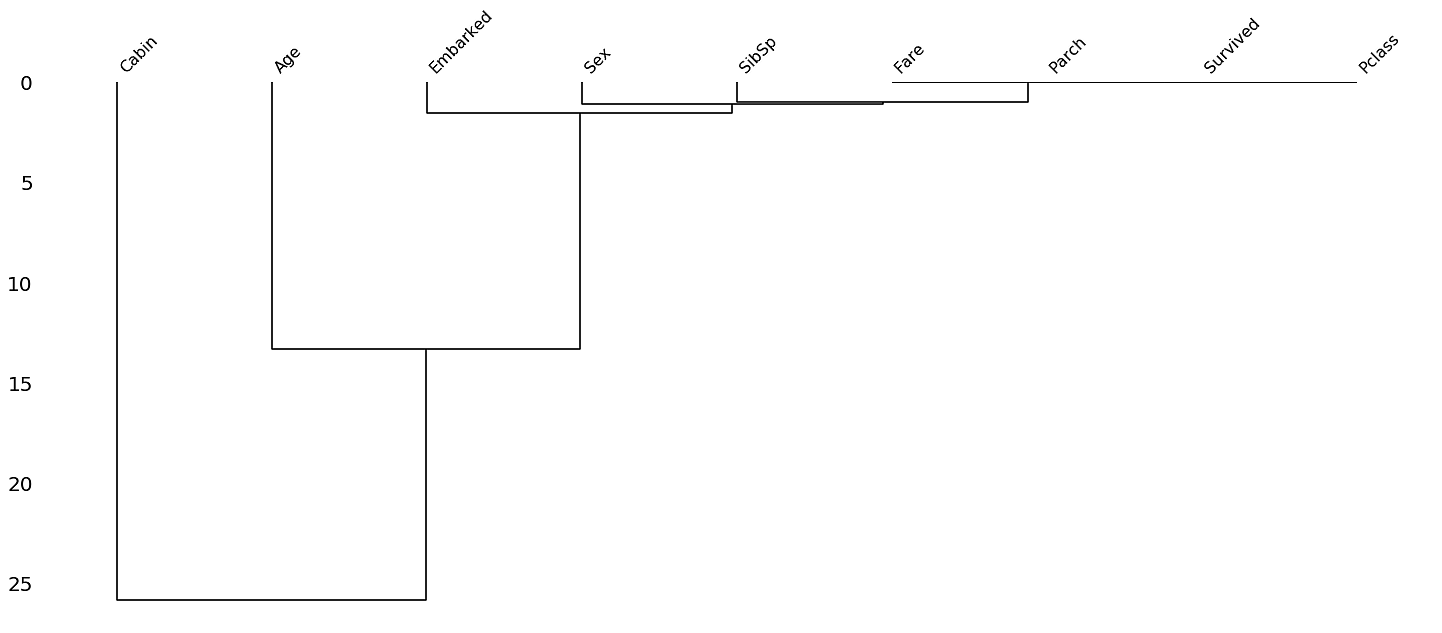 Cabin
Age
Embarked
Sex
SibSp
Fare
Parch
Survived
Pclass
0
5
10
15
20
25